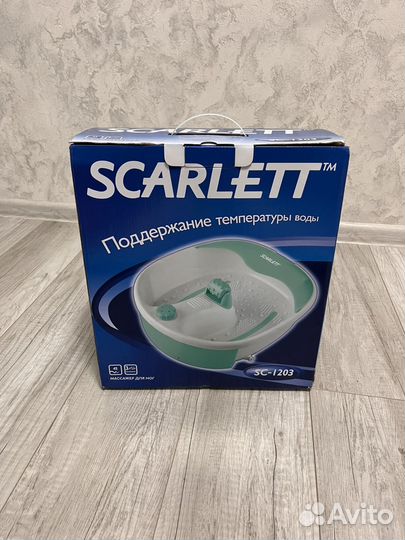 SCARLETT™
Поддержание температуры воды
SCARLETT
SC-1203
МАССАЖЕР ДЛЯ НОГ
Avito